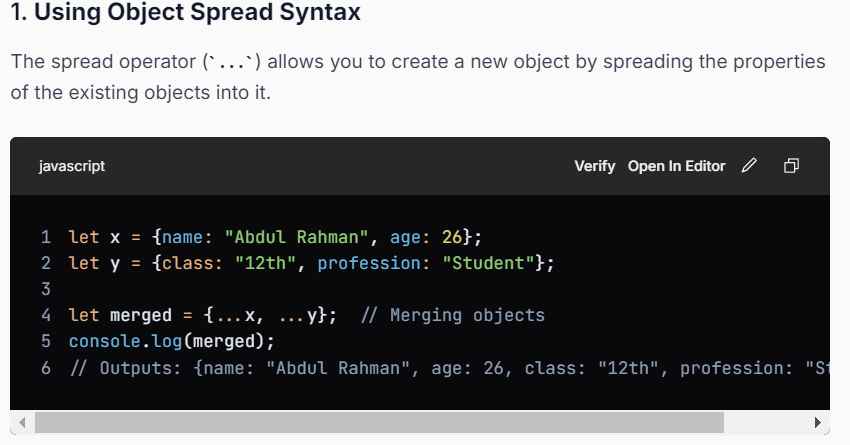 1. Using Object Spread Syntax
The spread operator (`...`) allows you to create a new object by spreading the properties
of the existing objects into it.
javascript
Verify Open In Editor
1 let x = {name: "Abdul Rahman", age: 26};
2 let y = {class: "12th", profession: "Student"};
3
4 let merged = {...x, ...y};  // Merging objects
5 console.log(merged);
6 // Outputs: {name: "Abdul Rahman", age: 26, class: "12th", profession: